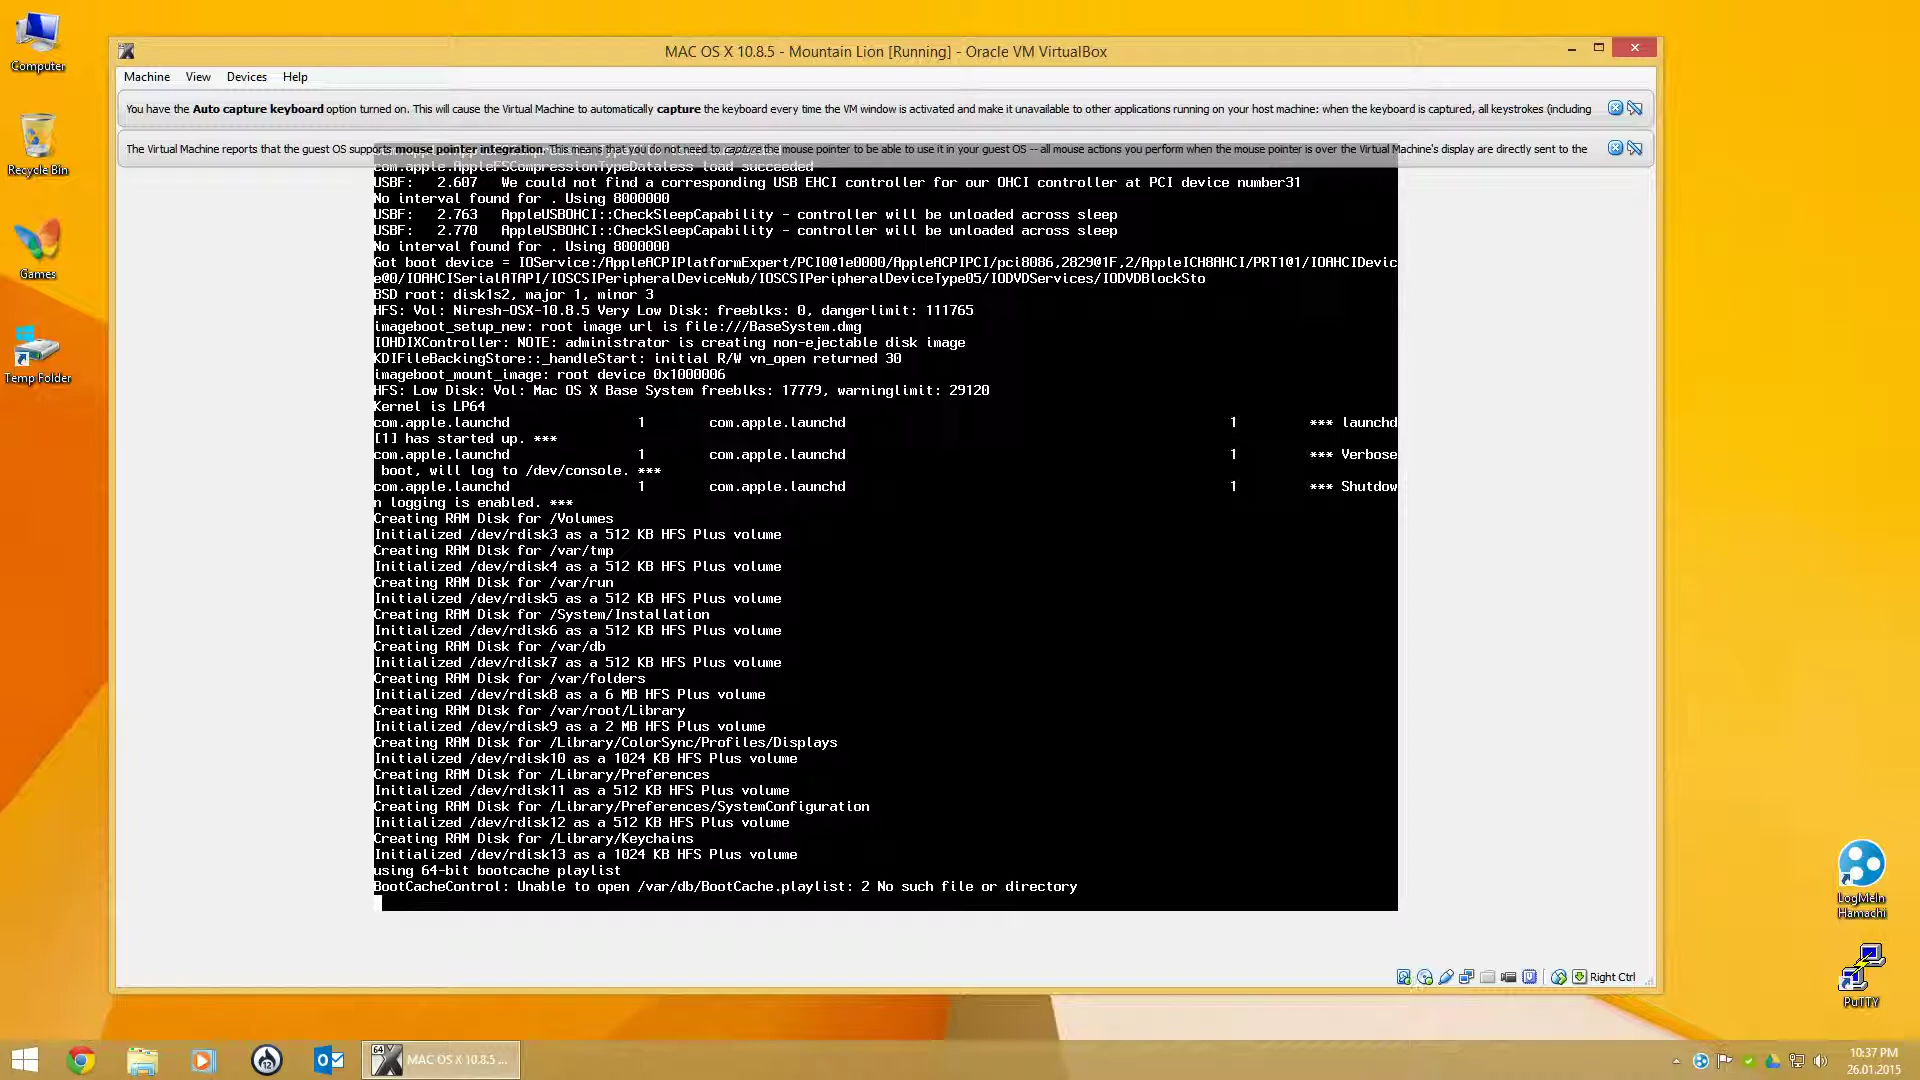 Computer
Recycle Bin
Games
Temp Folder
MAC OS X 10.8.5 - Mountain Lion [Running] - Oracle VM VirtualBox
Machine View Devices Help
You have the Auto capture keyboard option turned on. This will cause the Virtual Machine to automatically capture the keyboard every time the VM window is activated and make it unavailable to other applications running on your host machine: when the keyboard is captured, all keystrokes (including
The Virtual Machine reports that the guest OS supports mouse pointer integration. This means that you do not need to capture the mouse pointer to be able to use it in your guest OS -- all mouse actions you perform when the mouse pointer is over the Virtual Machine's display are directly sent to the
com.apple.AppleFSCompressionTypeDataless load succeeded
USBF: 2.607 We could not find a corresponding USB EHCI controller for our OHCI controller at PCI device number31
No interval found for . Using 8000000
USBF: 2.763 AppleUSBOHCI::CheckSleepCapability - controller will be unloaded across sleep
USBF: 2.770 AppleUSBOHCI::CheckSleepCapability - controller will be unloaded across sleep
No interval found for . Using 8000000
Got boot device = IOService:/AppleACPIPlatformExpert/PCI0@1e0000/AppleACPIPCI/pci8086,2829@1F,2/AppleICH8AHCI/PRT1@1/IOAHCIDevic
e@0/IOAHCISerialATAPI/IOSCSIPeripheralDeviceNub/IOSCSIPeripheralDeviceType05/IODVDServices/IODVDBlockSto
BSD root: disk1s2, major 1, minor 3
HFS: Vol: Niresh-OSX-10.8.5 Very Low Disk: freeblks: 0, dangerlimit: 111765
imageboot_setup_new: root image url is file:///BaseSystem.dmg
IOHDIXController: NOTE: administrator is creating non-ejectable disk image
KDIFileBackingStore::_handleStart: initial R/W vn_open returned 30
imageboot_mount_image: root device 0x1000006
HFS: Low Disk: Vol: Mac OS X Base System freeblks: 17779, warninglimit: 29120
Kernel is LP64
com.apple.launchd 1 com.apple.launchd 1 *** launchd
[1] has started up. ***
com.apple.launchd 1 com.apple.launchd 1 *** Verbose
boot, will log to /dev/console. ***
com.apple.launchd 1 com.apple.launchd 1 *** Shutdow
n logging is enabled. ***
Creating RAM Disk for /Volumes
Initialized /dev/rdisk3 as a 512 KB HFS Plus volume
Creating RAM Disk for /var/tmp
Initialized /dev/rdisk4 as a 512 KB HFS Plus volume
Creating RAM Disk for /var/run
Initialized /dev/rdisk5 as a 512 KB HFS Plus volume
Creating RAM Disk for /System/Installation
Initialized /dev/rdisk6 as a 512 KB HFS Plus volume
Creating RAM Disk for /var/db
Initialized /dev/rdisk7 as a 512 KB HFS Plus volume
Creating RAM Disk for /var/folders
Initialized /dev/rdisk8 as a 6 MB HFS Plus volume
Creating RAM Disk for /var/root/Library
Initialized /dev/rdisk9 as a 2 MB HFS Plus volume
Creating RAM Disk for /Library/ColorSync/Profiles/Displays
Initialized /dev/rdisk10 as a 1024 KB HFS Plus volume
Creating RAM Disk for /Library/Preferences
Initialized /dev/rdisk11 as a 512 KB HFS Plus volume
Creating RAM Disk for /Library/Preferences/SystemConfiguration
Initialized /dev/rdisk12 as a 512 KB HFS Plus volume
Creating RAM Disk for /Library/Keychains
Initialized /dev/rdisk13 as a 1024 KB HFS Plus volume
using 64-bit bootcache playlist
BootCacheControl: Unable to open /var/db/BootCache.playlist: 2 No such file or directory
Right Ctrl
LogMeIn
Hamachi
PuTTY
64
12
MAC OS X 10.8.5 ...
10:37 PM
26.01.2015